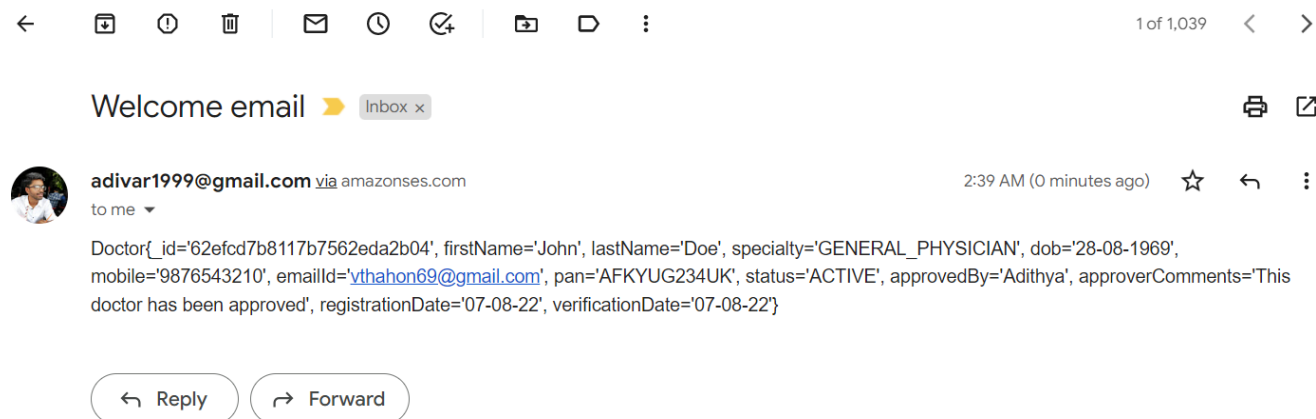 1 of 1,039
Welcome email Inbox ×
adivar1999@gmail.com via amazonses.com 2:39 AM (0 minutes ago)
to me
Doctor{_id='62efcd7b8117b7562eda2b04', firstName='John', lastName='Doe', specialty='GENERAL_PHYSICIAN', dob='28-08-1969',
mobile='9876543210', emailId='vthahon69@gmail.com', pan='AFKYUG234UK', status='ACTIVE', approvedBy='Adithya', approverComments='This
doctor has been approved', registrationDate='07-08-22', verificationDate='07-08-22'}
Reply Forward